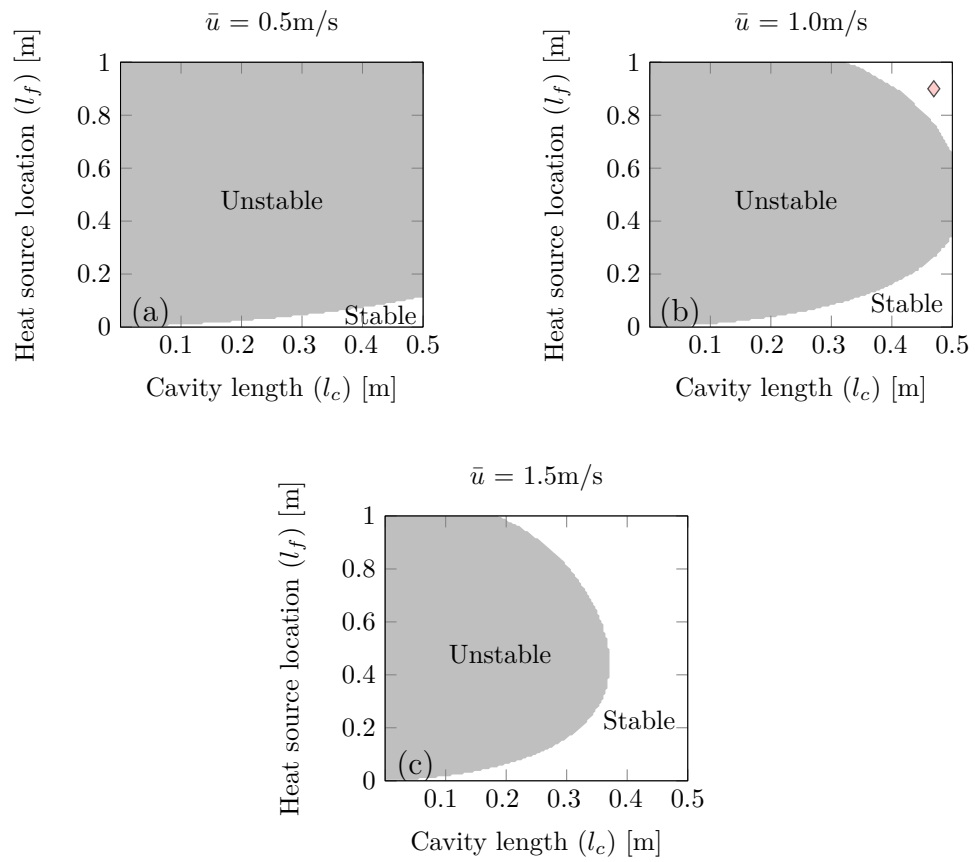 ū = 0.5m/s
Heat source location (l_f) [m]
1
0.8
0.6
0.4
0.2
0
Unstable
Stable
(a)
0.1 0.2 0.3 0.4 0.5
Cavity length (l_c) [m]
ū = 1.0m/s
Heat source location (l_f) [m]
1
0.8
0.6
0.4
0.2
0
Unstable
Stable
(b)
0.1 0.2 0.3 0.4 0.5
Cavity length (l_c) [m]
ū = 1.5m/s
Heat source location (l_f) [m]
1
0.8
0.6
0.4
0.2
0
Unstable
Stable
(c)
0.1 0.2 0.3 0.4 0.5
Cavity length (l_c) [m]